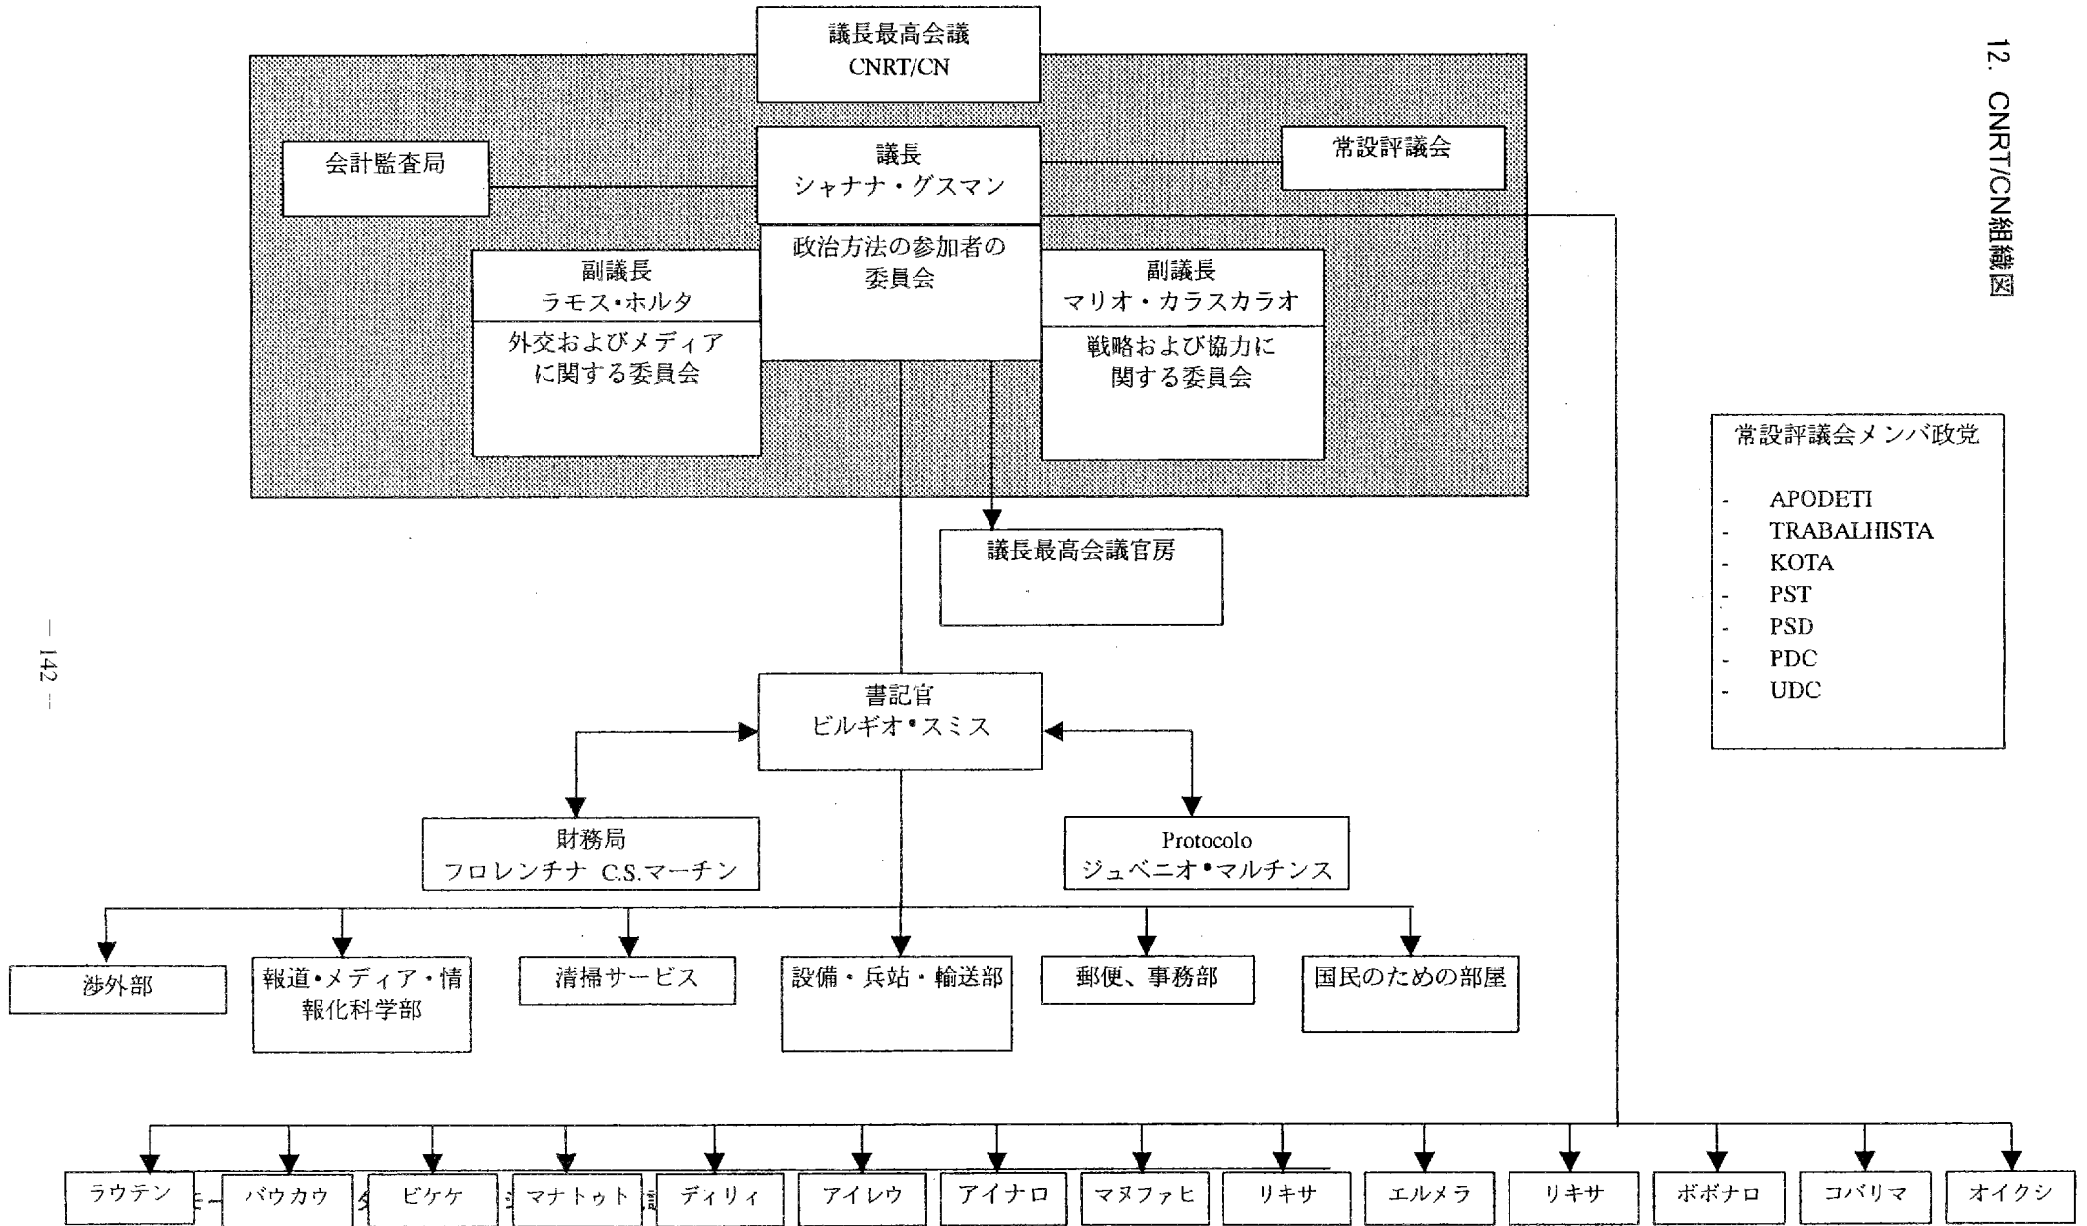 12. CNRT/CN組織図
議長最高会議
CNRT/CN
会計監査局
議長
シャナナ・グスマン
常設評議会
政治方法の参加者の
委員会
副議長
ラモス・ホルタ
外交およびメディア
に関する委員会
副議長
マリオ・カラスカラオ
戦略および協力に
関する委員会
常設評議会メンバ政党
- APODETI
- TRABALHISTA
- KOTA
- PST
- PSD
- PDC
- UDC
議長最高会議官房
書記官
ビルギオ・スミス
財務局
フロレンチナ C.S.マーチン
Protocolo
ジュベニオ・マルチンス
渉外部
報道・メディア・情
報化科学部
清掃サービス
設備・兵站・輸送部
郵便、事務部
国民のための部屋
ラウテン
バウカウ
ビケケ
マナトゥト
ディリィ
アイレウ
アイナロ
マヌファヒ
リキサ
エルメラ
リキサ
ボボナロ
コバリマ
オイクシ
— 142 —